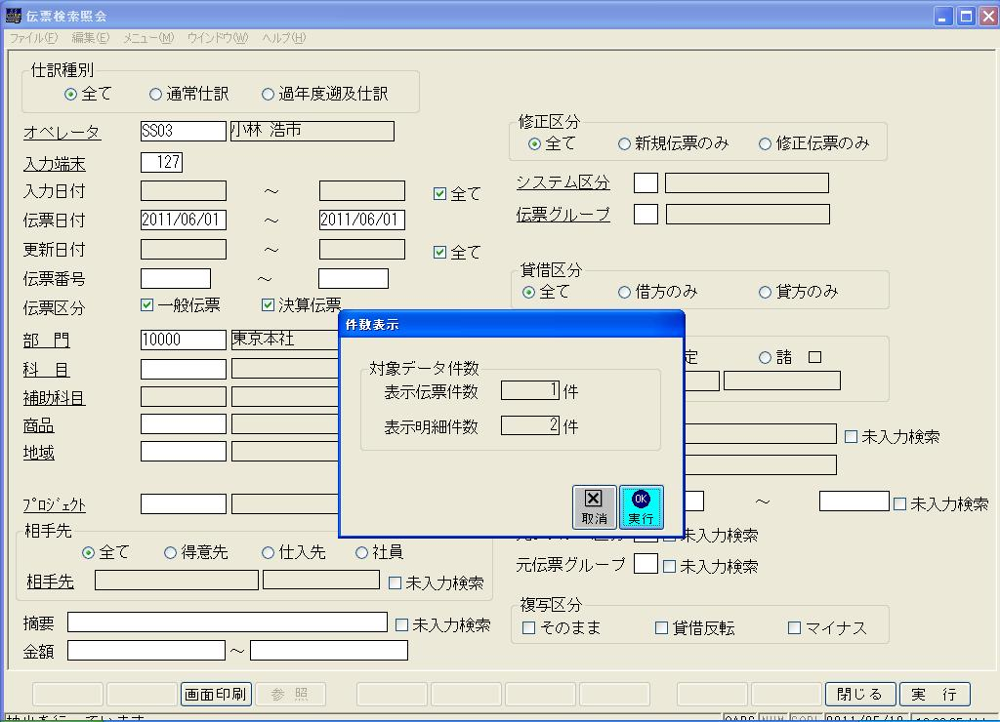 伝票検索照会
ファイル(F) 編集(E) メニュー(M) ウインドウ(W) ヘルプ(H)
仕訳種別
全て 通常仕訳 過年度遡及仕訳
オペレータ SS03 小林 浩市
入力端末 127
入力日付 ～ 全て
伝票日付 2011/06/01 ～ 2011/06/01
更新日付 ～ 全て
伝票番号 ～
伝票区分 一般伝票 決算伝票
部 門 10000 東京本社
科 目
補助科目
商品
地域
ﾌﾟﾛｼﾞｪｸﾄ
相手先
全て 得意先 仕入先 社員
相手先 未入力検索
摘要 未入力検索
金額 ～
修正区分
全て 新規伝票のみ 修正伝票のみ
システム区分
伝票グループ
貸借区分
全て 借方のみ 貸方のみ
定 諸 口
未入力検索
～ 未入力検索
未入力検索
元伝票グループ 未入力検索
複写区分
そのまま 貸借反転 マイナス
件数表示
対象データ件数
表示伝票件数 1 件
表示明細件数 2 件
取消
OK
実行
画面印刷 参 照 閉じる 実 行